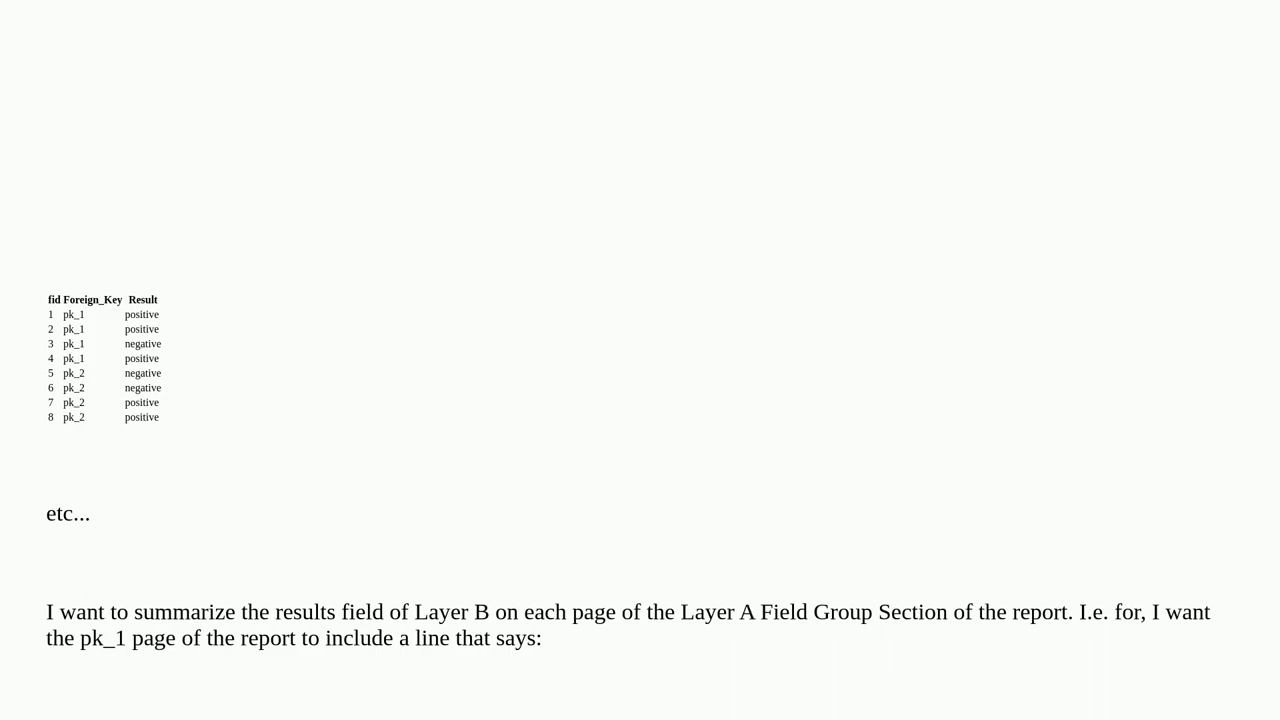 fid Foreign_Key Result
1 pk_1 positive
2 pk_1 positive
3 pk_1 negative
4 pk_1 positive
5 pk_2 negative
6 pk_2 negative
7 pk_2 positive
8 pk_2 positive
etc...
I want to summarize the results field of Layer B on each page of the Layer A Field Group Section of the report. I.e. for, I want
the pk_1 page of the report to include a line that says: